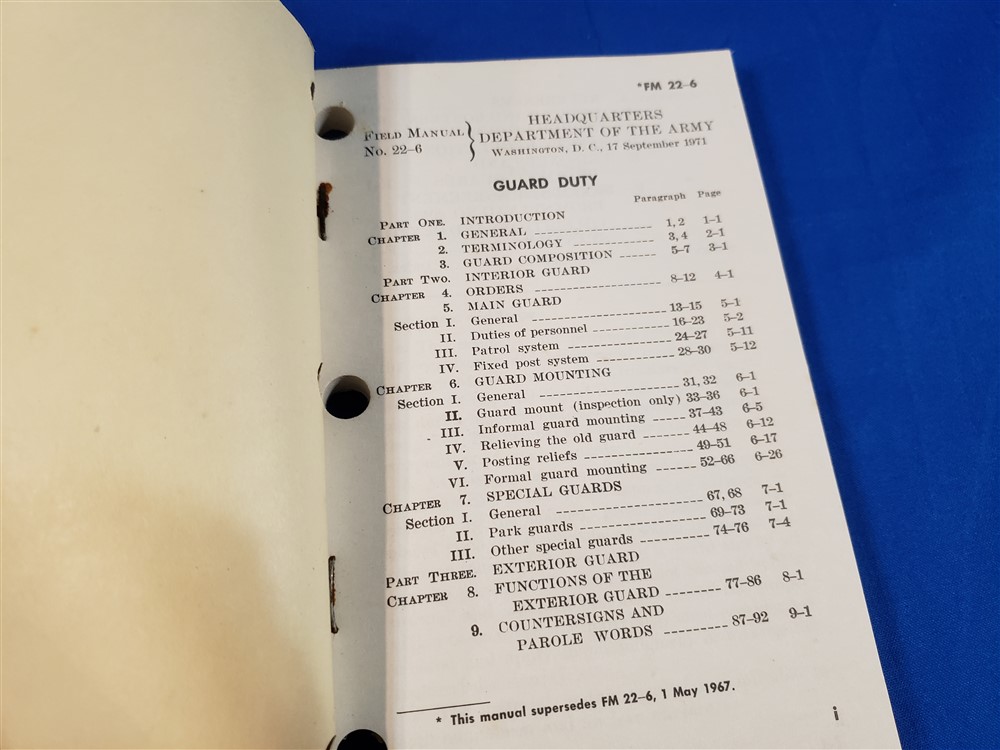 *FM 22-6
FIELD MANUAL
No. 22-6
HEADQUARTERS
DEPARTMENT OF THE ARMY
WASHINGTON, D. C., 17 September 1971
GUARD DUTY
Paragraph Page
PART ONE. INTRODUCTION
CHAPTER 1. GENERAL 1, 2 1-1
2. TERMINOLOGY 3, 4 2-1
3. GUARD COMPOSITION 5-7 3-1
PART TWO. INTERIOR GUARD
CHAPTER 4. ORDERS 8-12 4-1
5. MAIN GUARD
Section I. General 13-15 5-1
II. Duties of personnel 16-23 5-2
III. Patrol system 24-27 5-11
IV. Fixed post system 28-30 5-12
CHAPTER 6. GUARD MOUNTING
Section I. General 31, 32 6-1
II. Guard mount (inspection only) 33-36 6-1
III. Informal guard mounting 37-43 6-5
IV. Relieving the old guard 44-48 6-12
V. Posting reliefs 49-51 6-17
VI. Formal guard mounting 52-66 6-26
CHAPTER 7. SPECIAL GUARDS
Section I. General 67, 68 7-1
II. Park guards 69-73 7-1
III. Other special guards 74-76 7-4
PART THREE. EXTERIOR GUARD
CHAPTER 8. FUNCTIONS OF THE
EXTERIOR GUARD 77-86 8-1
9. COUNTERSIGNS AND
PAROLE WORDS 87-92 9-1
* This manual supersedes FM 22-6, 1 May 1967.
i